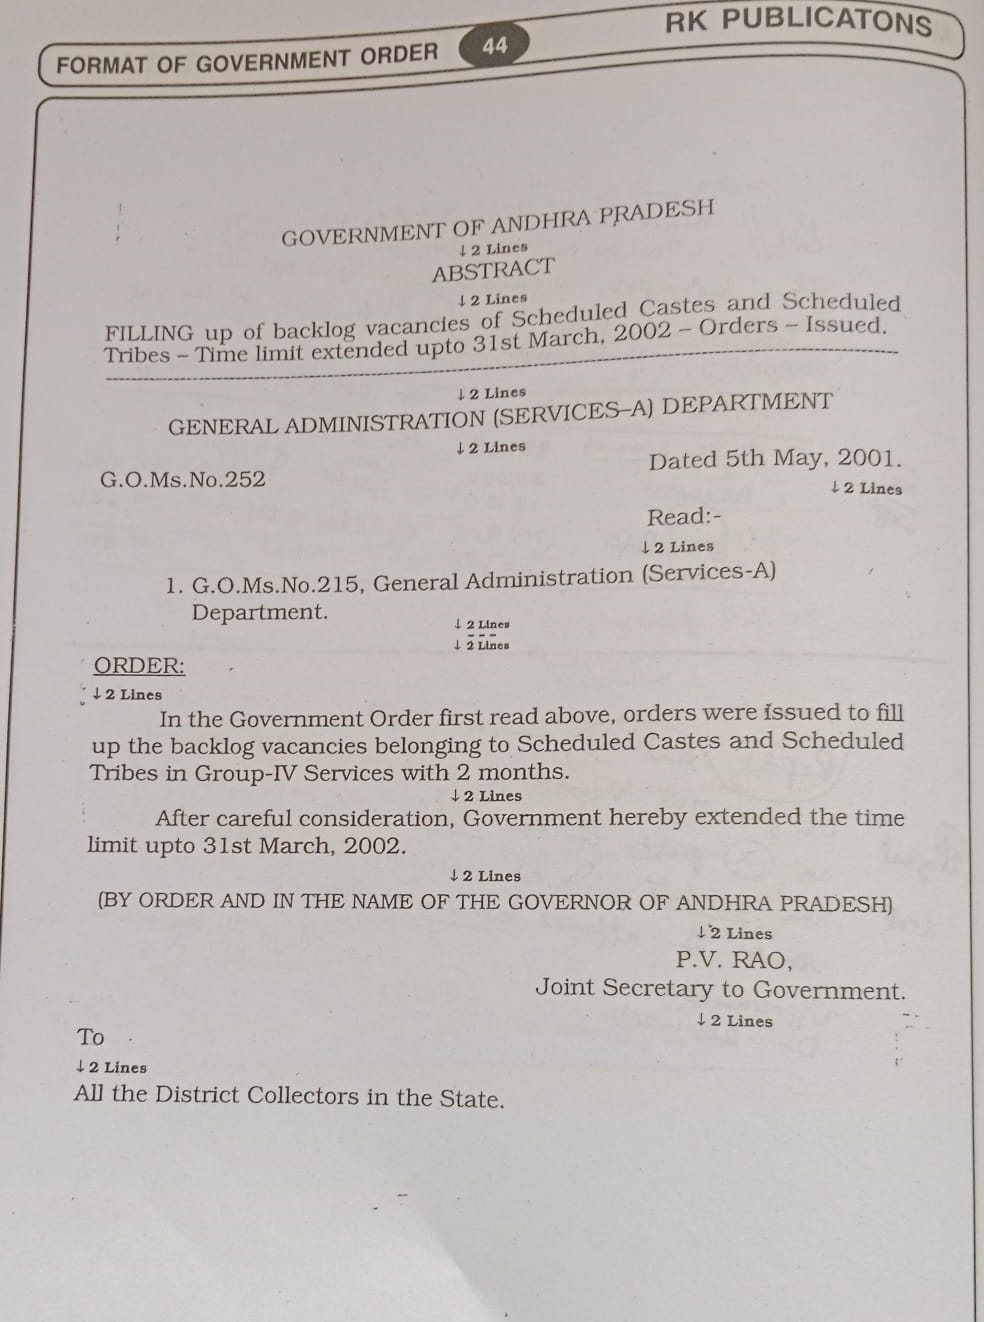 RK PUBLICATONS
FORMAT OF GOVERNMENT ORDER 44
GOVERNMENT OF ANDHRA PRADESH
↓ 2 Lines
ABSTRACT
↓ 2 Lines
FILLING up of backlog vacancies of Scheduled Castes and Scheduled
Tribes – Time limit extended upto 31st March, 2002 – Orders – Issued.
↓ 2 Lines
GENERAL ADMINISTRATION (SERVICES–A) DEPARTMENT
↓ 2 Lines
G.O.Ms.No.252 Dated 5th May, 2001.
↓ 2 Lines
Read:-
↓ 2 Lines
1. G.O.Ms.No.215, General Administration (Services-A)
Department.
↓ 2 Lines
---
↓ 2 Lines
ORDER:
↓ 2 Lines
In the Government Order first read above, orders were issued to fill
up the backlog vacancies belonging to Scheduled Castes and Scheduled
Tribes in Group-IV Services with 2 months.
↓ 2 Lines
After careful consideration, Government hereby extended the time
limit upto 31st March, 2002.
↓ 2 Lines
(BY ORDER AND IN THE NAME OF THE GOVERNOR OF ANDHRA PRADESH)
↓ 2 Lines
P.V. RAO,
Joint Secretary to Government.
↓ 2 Lines
To
↓ 2 Lines
All the District Collectors in the State.